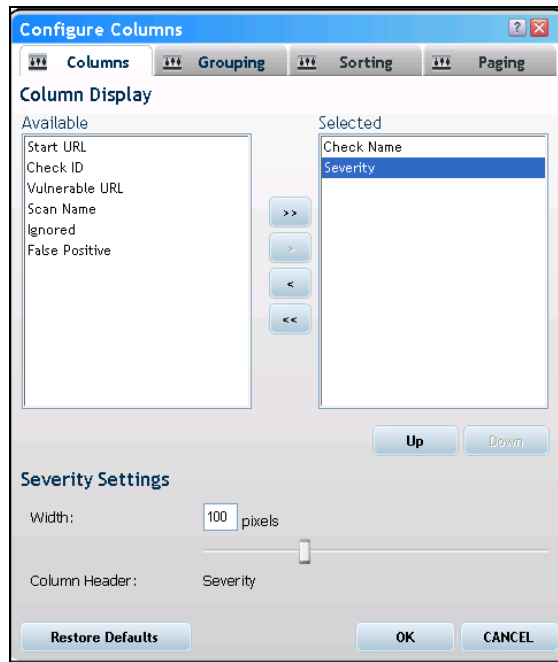 Configure Columns
Columns Grouping Sorting Paging
Column Display
Available Selected
Start URL
Check ID
Vulnerable URL
Scan Name
Ignored
False Positive
Check Name
Severity
>>
>
<
<<
Up Down
Severity Settings
Width: 100 pixels
Column Header: Severity
Restore Defaults OK CANCEL